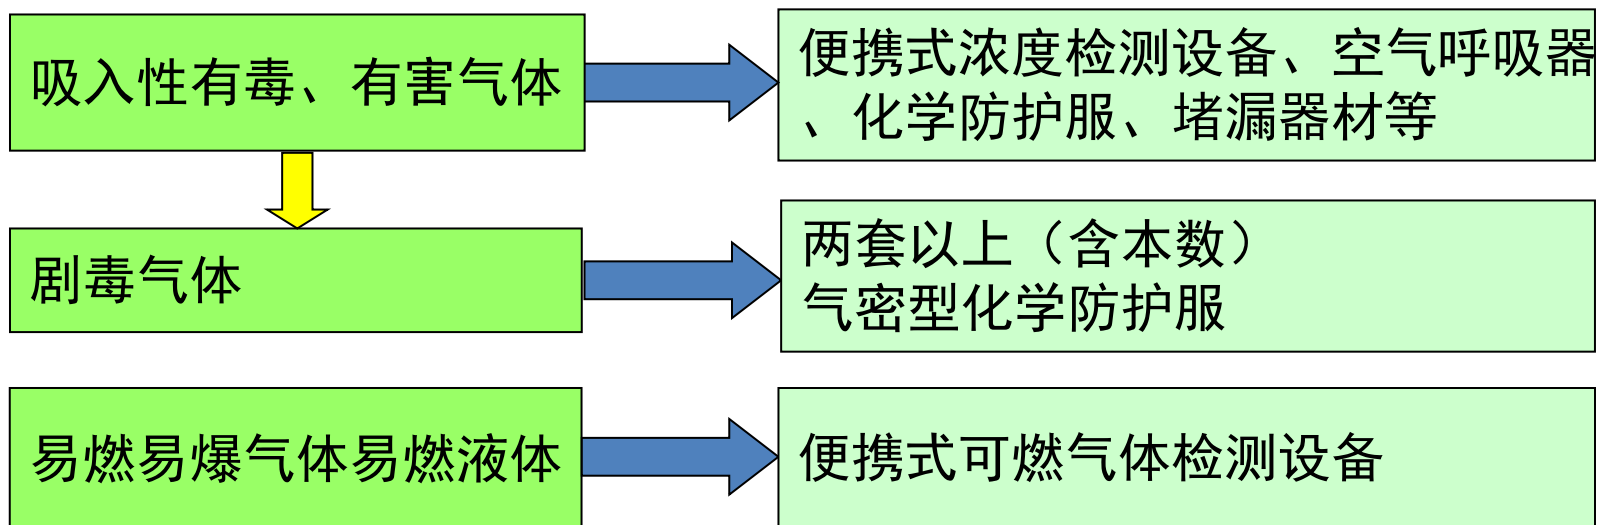 吸入性有毒、有害气体
便携式浓度检测设备、空气呼吸器
、化学防护服、堵漏器材等
剧毒气体
两套以上（含本数）
气密型化学防护服
易燃易爆气体易燃液体
便携式可燃气体检测设备